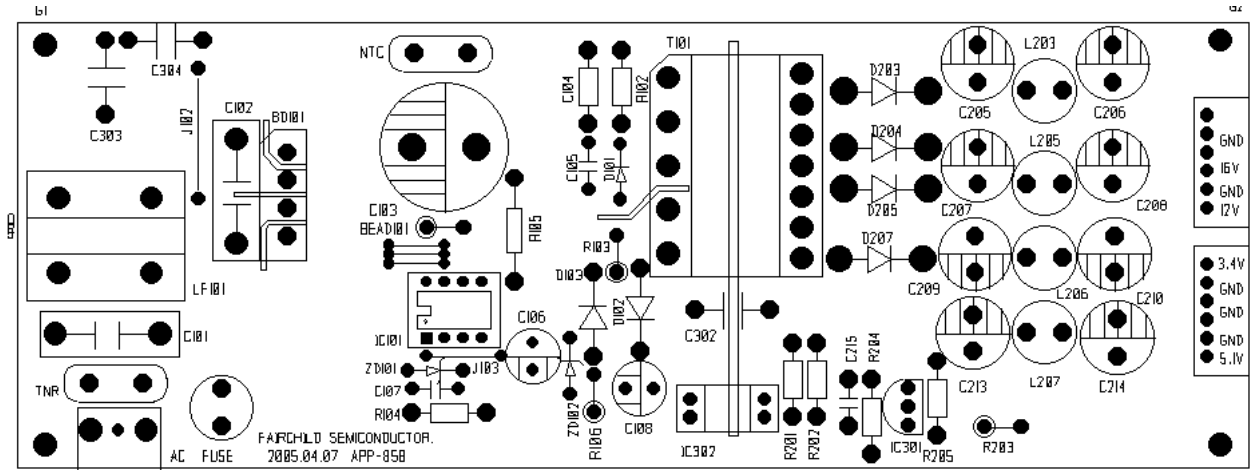 G1
G2
C304
C303
J102
C102
BD101
NTC
C104
R102
T101
D203
D204
D205
D207
C205
L203
C206
L205
C207
C208
GND
16V
GND
12V
C103
BEAD101
R105
C105
D101
R103
D103
D102
LF101
C101
TNR
AC
FUSE
FAIRCHILD SEMICONDUCTOR.
2005.04.07 APP-858
IC101
ZD101
J103
C107
R104
C106
ZD102
R106
C108
C302
IC302
R201
R202
C215
R204
IC301
R205
R203
C209
L206
C210
C213
L207
C214
3.4V
GND
GND
GND
5.1V